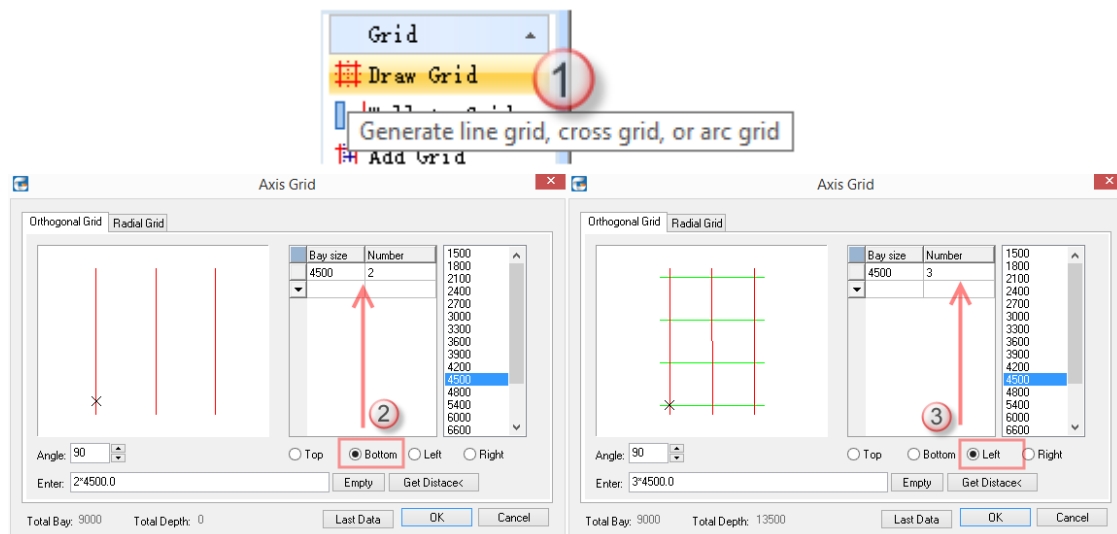 Grid
Draw Grid
1
Generate line grid, cross grid, or arc grid
Add Grid
Axis Grid
Orthogonal Grid Radial Grid
Bay size Number
4500 2
1500
1800
2100
2400
2700
3000
3300
3600
3900
4200
4500
4800
5400
6000
6600
2
Angle: 90
Top Bottom Left Right
Enter: 2*4500.0
Empty Get Distace<
Total Bay: 9000 Total Depth: 0
Last Data OK Cancel
Axis Grid
Orthogonal Grid Radial Grid
Bay size Number
4500 3
1500
1800
2100
2400
2700
3000
3300
3600
3900
4200
4500
4800
5400
6000
6600
3
Angle: 90
Top Bottom Left Right
Enter: 3*4500.0
Empty Get Distace<
Total Bay: 9000 Total Depth: 13500
Last Data OK Cancel